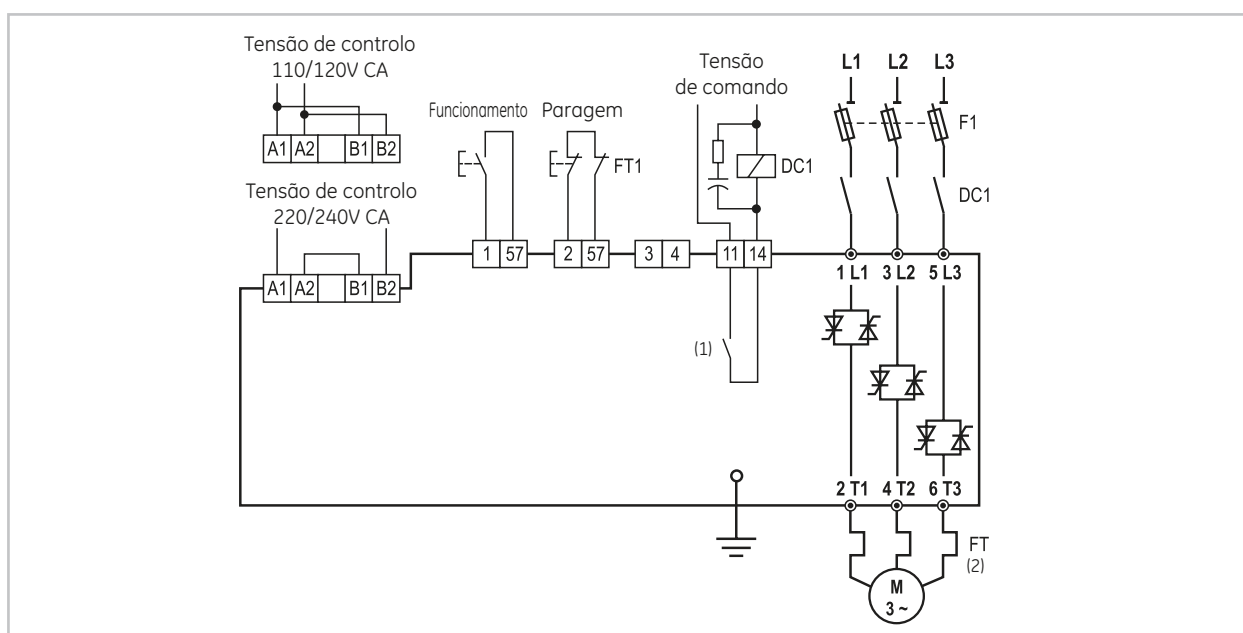 Tensão de controlo
110/120V CA
A1 A2 B1 B2
Tensão de controlo
220/240V CA
A1 A2 B1 B2
Funcionamento
Paragem
FT1
1 57
2 57
3 4
Tensão
de comando
DC1
11 14
(1)
L1 L2 L3
F1
DC1
1 L1 3 L2 5 L3
2 T1 4 T2 6 T3
FT
(2)
M
3 ~